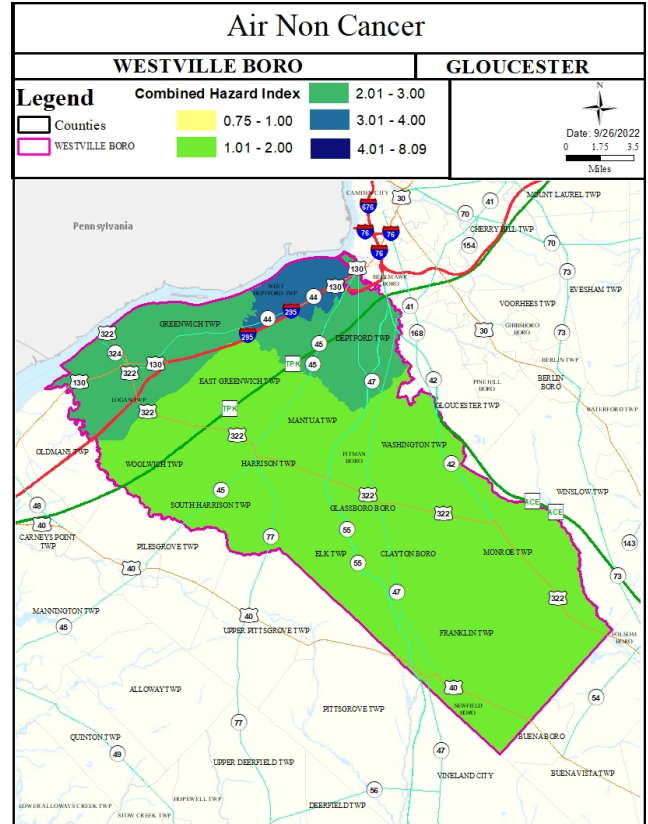 Air Non Cancer
WESTVILLE BORO
GLOUCESTER
Legend
Counties
WESTVILLE BORO
Combined Hazard Index
0.75 - 1.00
1.01 - 2.00
2.01 - 3.00
3.01 - 4.00
4.01 - 8.09
N
Date: 9/26/2022
0 1.75 3.5
Miles
CAMDEN CITY
30
41
MOUNT LAUREL TWP
676
70
CHERRY HILL TWP
Pennsylvania
76
76
154
70
76
130
BELLMAWR BORO
73
EVESHAM TWP
WEST DEPTFORD TWP
130
44
41
VOORHEES TWP
295
44
GREENWICH TWP
322
168
30
GIBBSBORO BORO
73
295
45
DEPTFORD TWP
324
130
TPK
45
BERLIN TWP
322
130
EAST GREENWICH TWP
47
42
PINE HILL BORO
BERLIN BORO
LOGAN TWP
322
TPK
GLOUCESTER TWP
WATERFORD TWP
MANTUA TWP
322
OLDMANS TWP
PITMAN BORO
WASHINGTON TWP
WOOLWICH TWP
HARRISON TWP
42
45
322
WINSLOW TWP
48
SOUTH HARRISON TWP
GLASSBORO BORO
322
ACE
ACE
40
55
77
143
CARNEYS POINT TWP
PILESGROVE TWP
ELK TWP
CLAYTON BORO
MONROE TWP
40
55
73
47
322
MANNINGTON TWP
40
45
UPPER PITTSGROVE TWP
FRANKLIN TWP
FOLSOM BORO
ALLOWAY TWP
40
54
PITTSGROVE TWP
NEWFIELD BORO
77
QUINTON TWP
BUENA BORO
49
47
UPPER DEERFIELD TWP
VINELAND CITY
BUENA VISTA TWP
56
HOPEWELL TWP
LOWER ALLOWAYS CREEK TWP
DEERFIELD TWP
STOW CREEK TWP